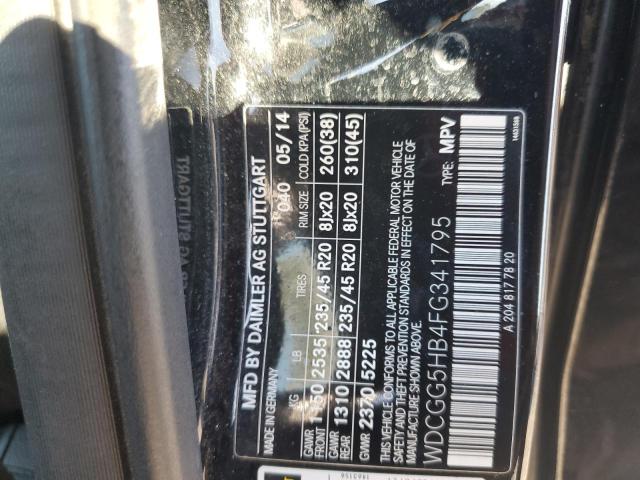 MFD BY DAIMLER AG STUTTGART
MADE IN GERMANY 040 05/14
KG LB TIRES RIM SIZE COLD KPA(PSI)
GAWR FRONT 1150 2535 235/45 R20 8Jx20 260(38)
GAWR REAR 1310 2888 235/45 R20 8Jx20 310(45)
GVWR 2370 5225
THIS VEHICLE CONFORMS TO ALL APPLICABLE FEDERAL MOTOR VEHICLE
SAFETY AND THEFT PREVENTION STANDARDS IN EFFECT ON THE DATE OF
MANUFACTURE SHOWN ABOVE.
WDCGG5HB4FG341795 TYPE: MPV
A 204 817 78 20